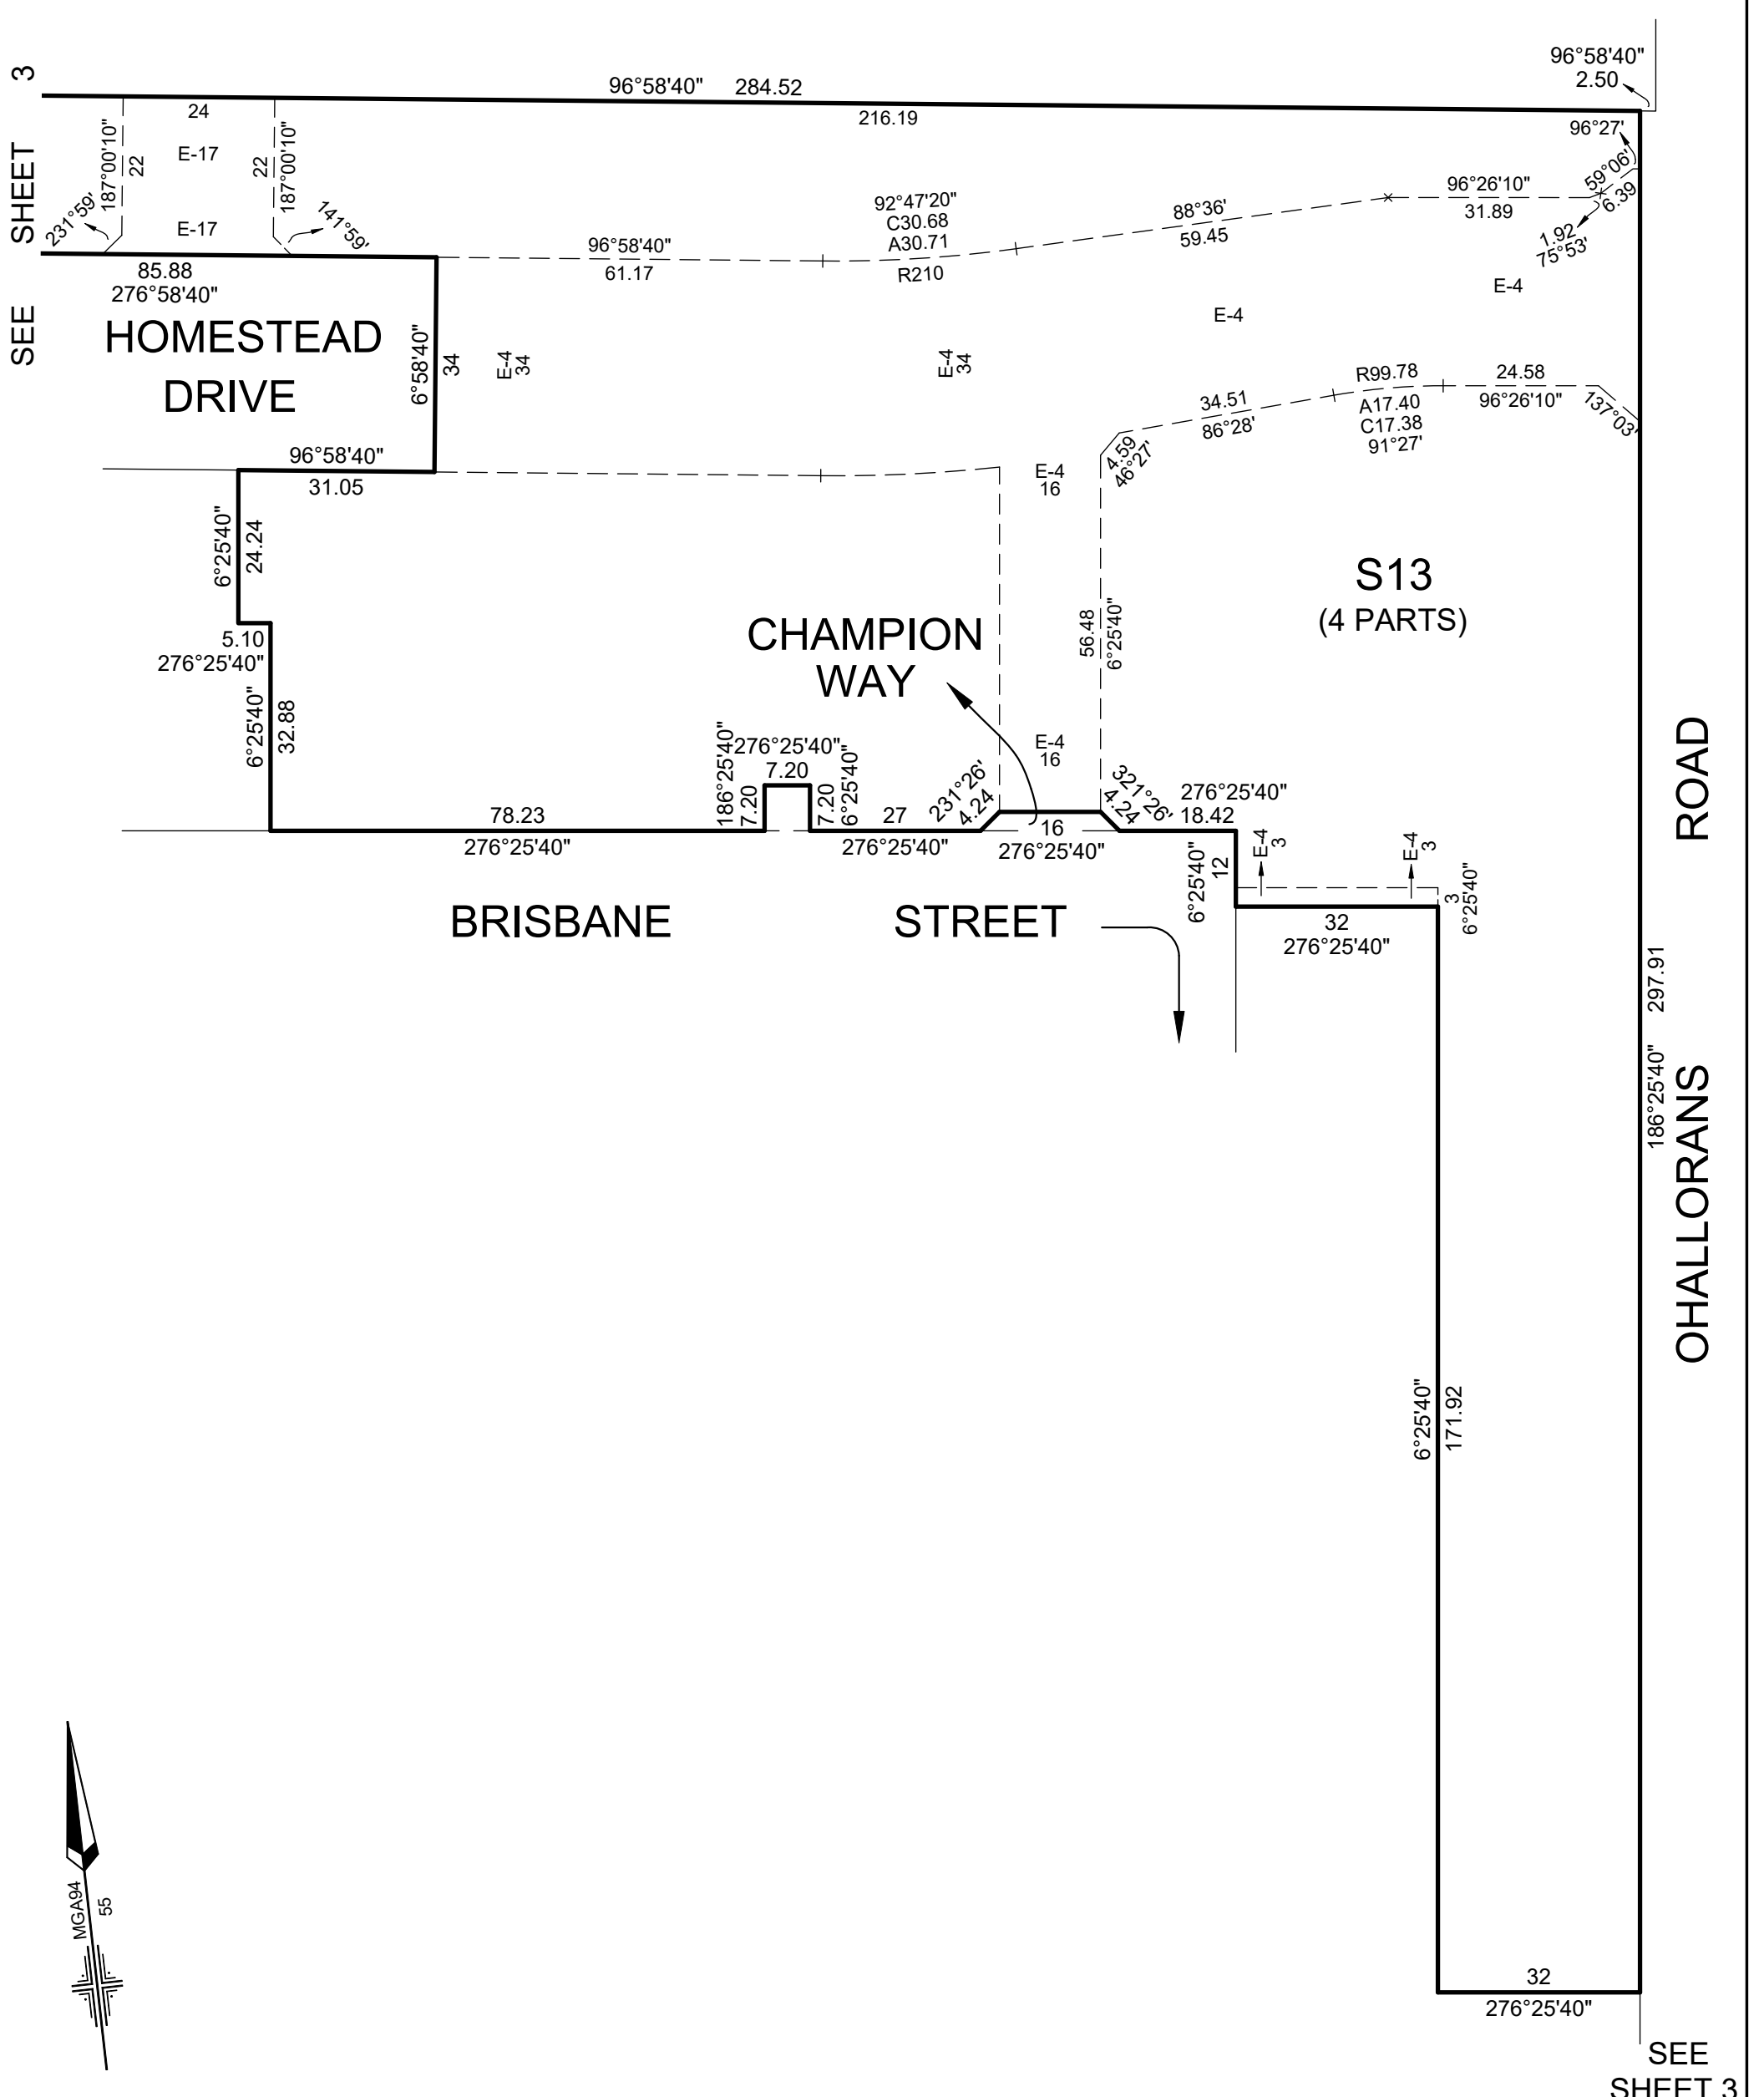 96°58'40"
2.50
SEE SHEET 3
96°58'40" 284.52
24
216.19
96°27'
187°00'10"
22
E-17
22
187°00'10"
59°06'
6.39
231°59'
E-17
141°59'
92°47'20"
C30.68
A30.71
R210
88°36'
59.45
96°26'10"
31.89
1.92
75°53'
96°58'40"
61.17
85.88
276°58'40"
HOMESTEAD
DRIVE
6°58'40"
34
E-4
34
E-4
34
E-4
E-4
R99.78
A17.40
C17.38
91°27'
24.58
96°26'10"
137°03'
34.51
86°28'
4.59
46°27'
96°58'40"
31.05
E-4
16
6°25'40"
24.24
S13
(4 PARTS)
5.10
276°25'40"
CHAMPION
WAY
56.48
6°25'40"
6°25'40"
32.88
186°25'40"
7.20
276°25'40"
7.20
7.20
6°25'40"
E-4
16
231°26'
4.24
321°26'
4.24
276°25'40"
18.42
78.23
276°25'40"
27
276°25'40"
16
276°25'40"
6°25'40"
12
E-4
3
E-4
3
3
6°25'40"
BRISBANE STREET
32
276°25'40"
OHALLORANS ROAD
186°25'40" 297.91
6°25'40"
171.92
MGA94
55
32
276°25'40"
SEE
SHEET 3